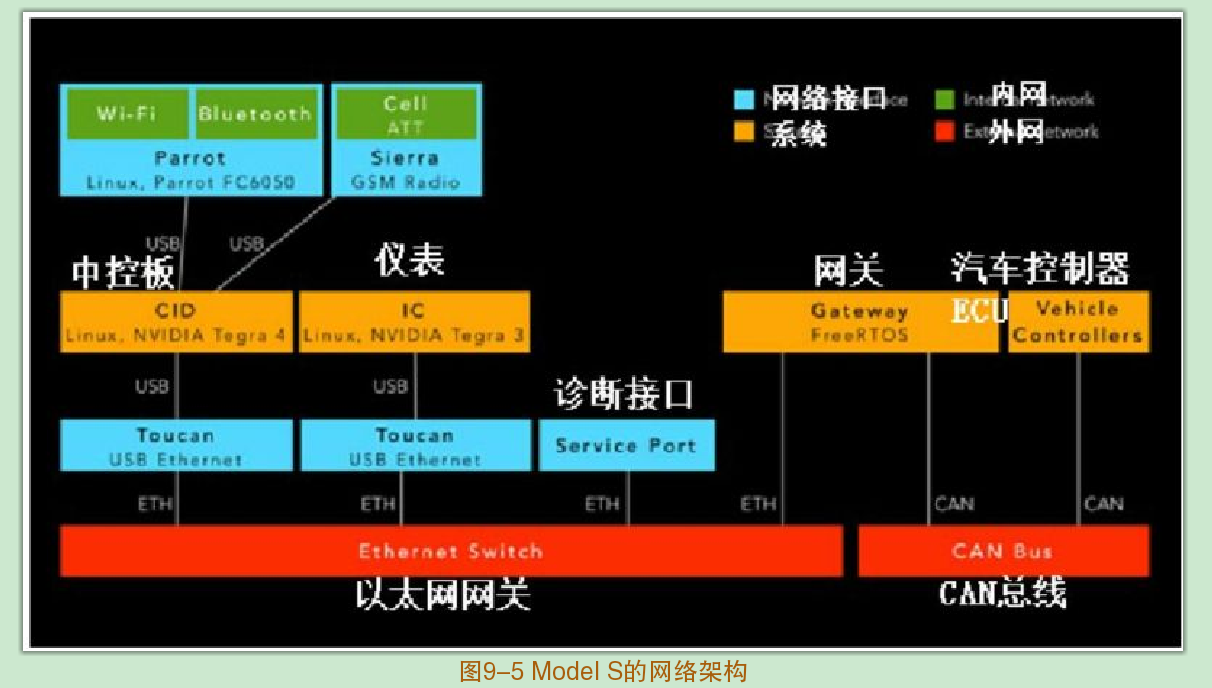 Wi-Fi Bluetooth Cell
ATT
Parrot Sierra
Linux, Parrot FC6050 GSM Radio
网络接口 内网
系统 外网
USB USB
中控板 仪表 网关 汽车控制器
ECU
CID IC Gateway Vehicle
Linux, NVIDIA Tegra 4 Linux, NVIDIA Tegra 3 FreeRTOS Controllers
USB USB
诊断接口
Toucan Toucan Service Port
USB Ethernet USB Ethernet
ETH ETH ETH ETH CAN CAN
Ethernet Switch CAN Bus
以太网网关 CAN总线
图9–5 Model S的网络架构